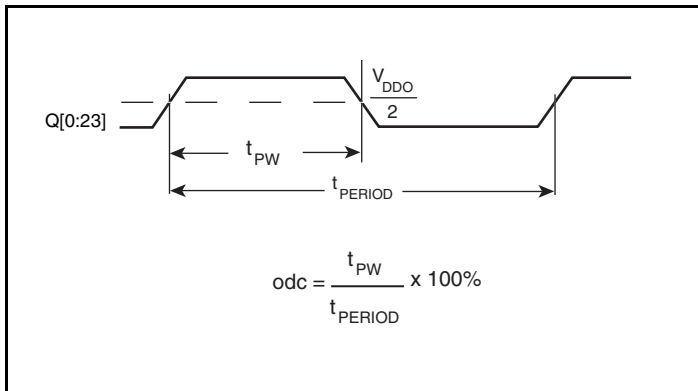 V_DDO
2
Q[0:23]
t_PW
t_PERIOD
odc = t_PW x 100%
t_PERIOD